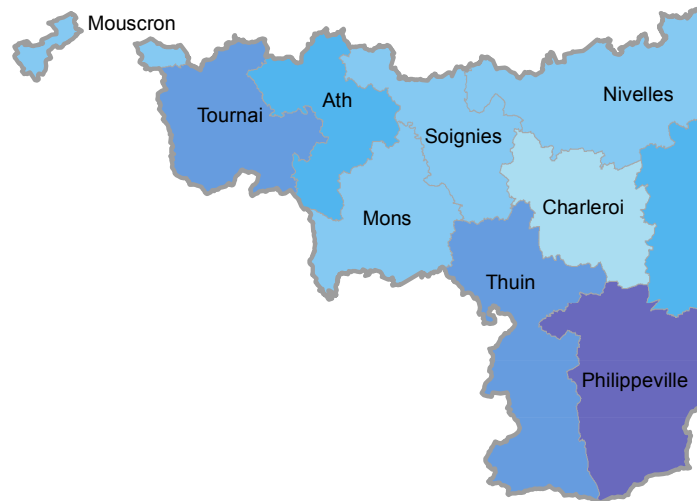 Mouscron
Nivelles
Ath
Tournai
Soignies
Charleroi
Mons
Thuin
Philippeville